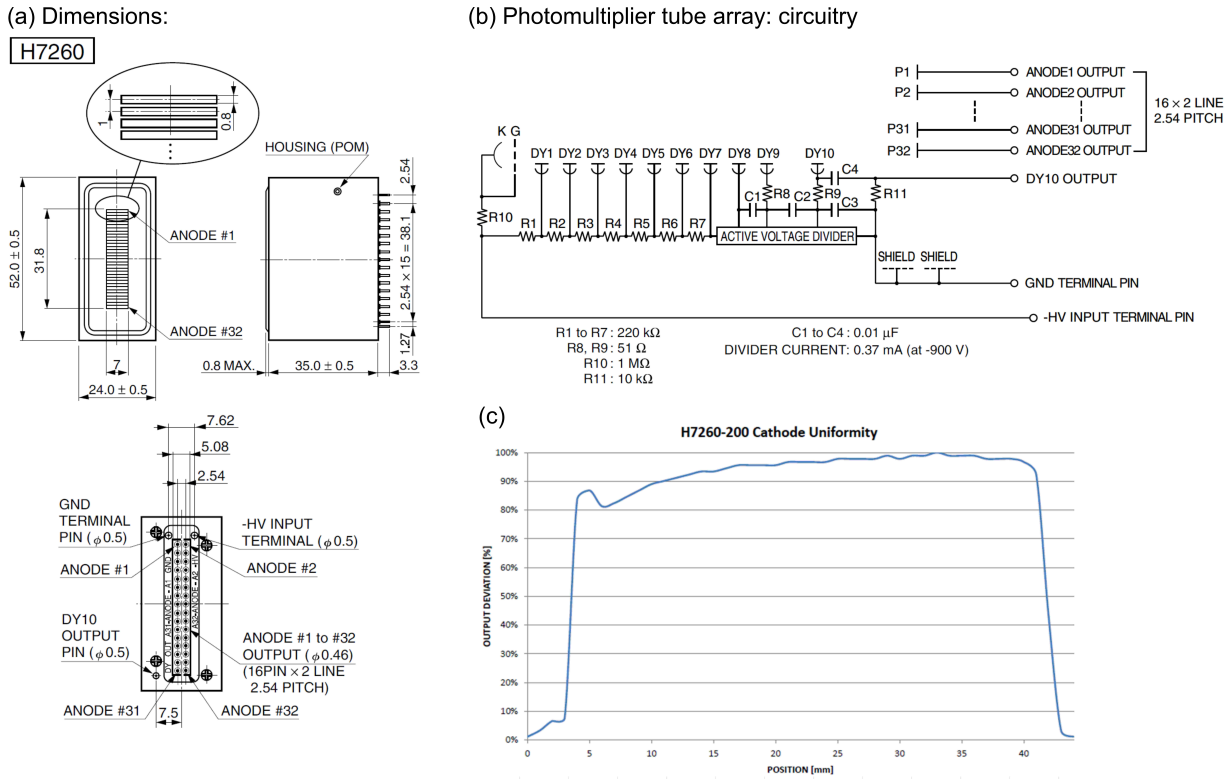 (a) Dimensions:
H7260
1
0.8
HOUSING (POM)
2.54
ANODE #1
52.0 ± 0.5
31.8
2.54 × 15 = 38.1
ANODE #32
1.27
7
24.0 ± 0.5
0.8 MAX.
35.0 ± 0.5
3.3
7.62
5.08
2.54
GND
TERMINAL
PIN (φ0.5)
-HV INPUT
TERMINAL (φ0.5)
ANODE #1
ANODE #2
GND
-HV
A31-ANODE - A1
A32-ANODE - A2
DY OUT
DY10
OUTPUT
PIN (φ0.5)
ANODE #1 to #32
OUTPUT (φ0.46)
(16PIN × 2 LINE
2.54 PITCH)
ANODE #31
ANODE #32
7.5
(b) Photomultiplier tube array: circuitry
P1
ANODE1 OUTPUT
P2
ANODE2 OUTPUT
16 × 2 LINE
2.54 PITCH
P31
ANODE31 OUTPUT
P32
ANODE32 OUTPUT
K G
DY1 DY2 DY3 DY4 DY5 DY6 DY7 DY8 DY9 DY10
C4
DY10 OUTPUT
C1 R8 C2 R9 C3 R11
R10
R1 R2 R3 R4 R5 R6 R7
ACTIVE VOLTAGE DIVIDER
SHIELD SHIELD
GND TERMINAL PIN
-HV INPUT TERMINAL PIN
R1 to R7 : 220 kΩ
R8, R9 : 51 Ω
R10 : 1 MΩ
R11 : 10 kΩ
C1 to C4 : 0.01 μF
DIVIDER CURRENT: 0.37 mA (at -900 V)
(c)
H7260-200 Cathode Uniformity
OUTPUT DEVIATION [%]
100%
90%
80%
70%
60%
50%
40%
30%
20%
10%
0%
0 5 10 15 20 25 30 35 40
POSITION [mm]